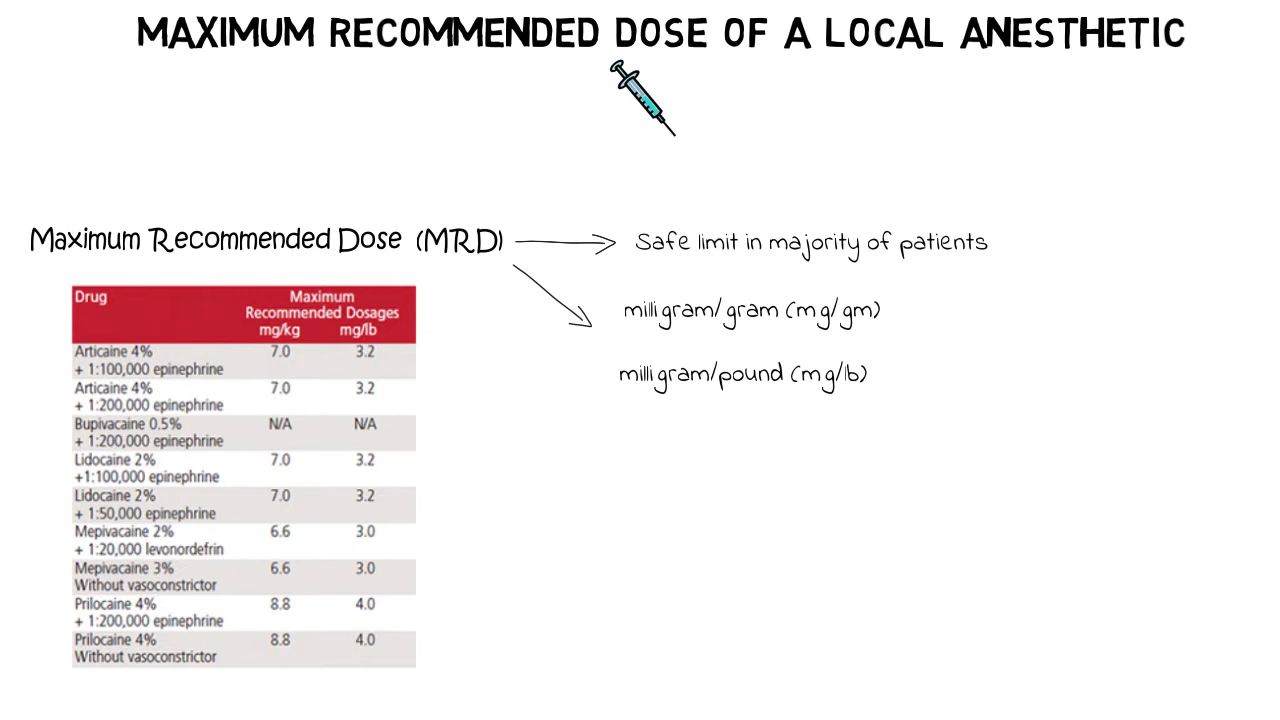 MAXIMUM RECOMMENDED DOSE OF A LOCAL ANESTHETIC
Maximum Recommended Dose (MRD)
Safe limit in majority of patients
milligram/gram (mg/gm)
milligram/pound (mg/lb)
Drug Maximum
Recommended Dosages
mg/kg mg/lb
Articaine 4% 7.0 3.2
+ 1:100,000 epinephrine
Articaine 4% 7.0 3.2
+ 1:200,000 epinephrine
Bupivacaine 0.5% N/A N/A
+ 1:200,000 epinephrine
Lidocaine 2% 7.0 3.2
+1:100,000 epinephrine
Lidocaine 2% 7.0 3.2
+ 1:50,000 epinephrine
Mepivacaine 2% 6.6 3.0
+ 1:20,000 levonordefrin
Mepivacaine 3% 6.6 3.0
Without vasoconstrictor
Prilocaine 4% 8.8 4.0
+ 1:200,000 epinephrine
Prilocaine 4% 8.8 4.0
Without vasoconstrictor